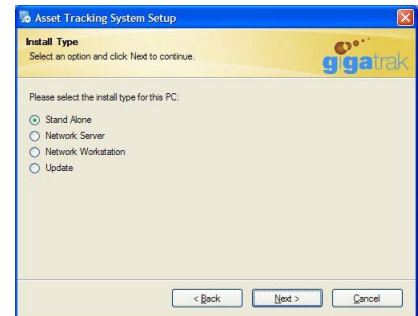 Asset Tracking System Setup
Install Type
Select an option and click Next to continue.
gigatrak
Please select the install type for this PC:
Stand Alone
Network Server
Network Workstation
Update
< Back
Next >
Cancel